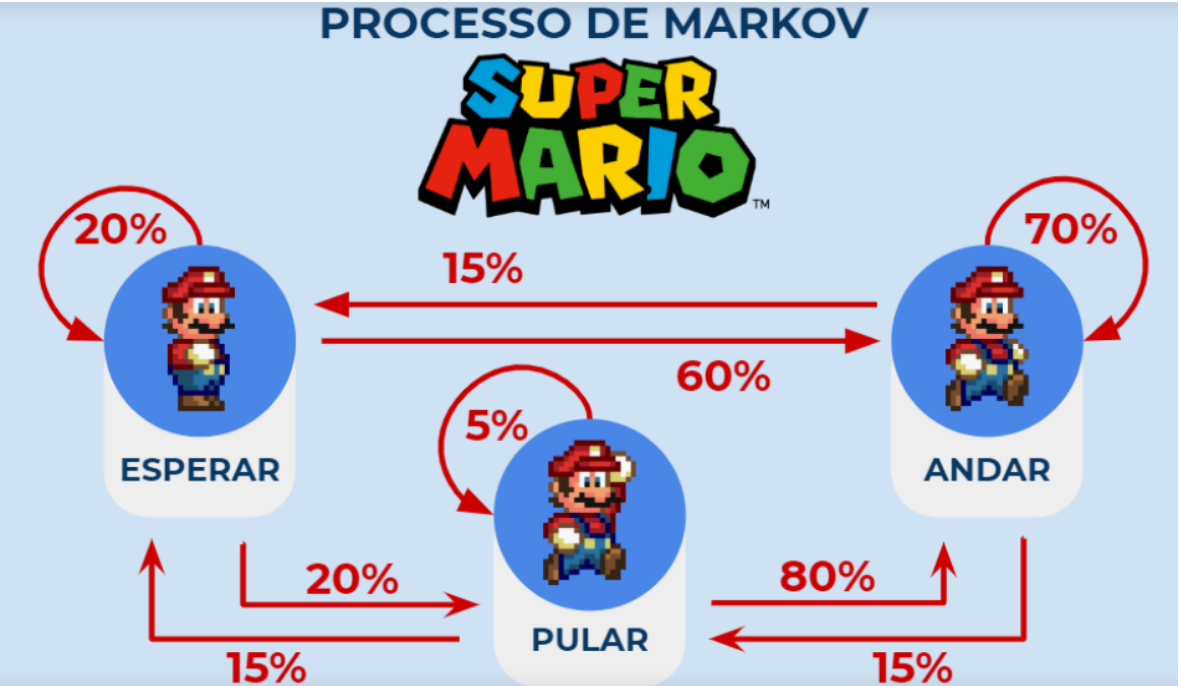 PROCESSO DE MARKOV
SUPER
MARIO
TM
20%
70%
15%
60%
5%
ESPERAR
ANDAR
20%
80%
PULAR
15%
15%